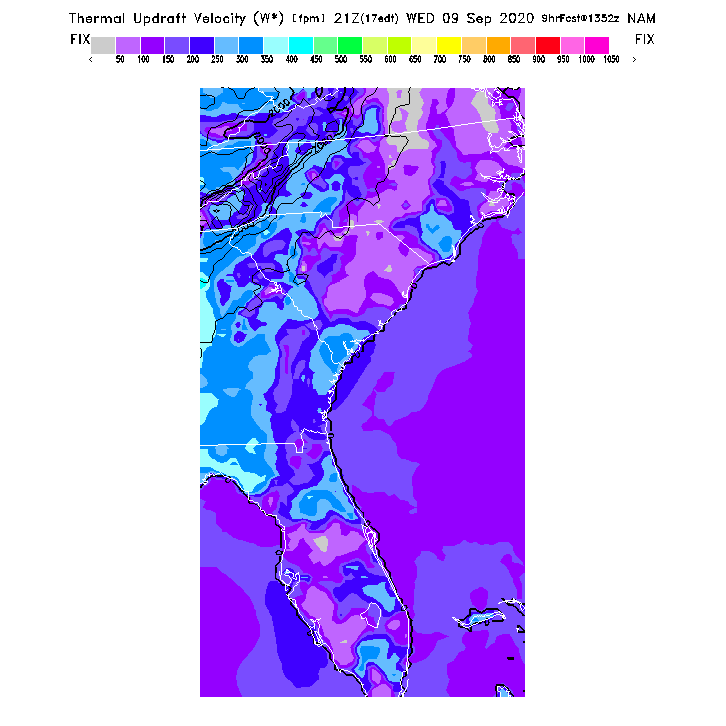 Thermal Updraft Velocity (W*) [fpm] 21Z(17edt) WED 09 Sep 2020 9hrFcst@1352z NAM
FIX FIX
< 50 100 150 200 250 300 350 400 450 500 550 600 650 700 750 800 850 900 950 1000 1050 >